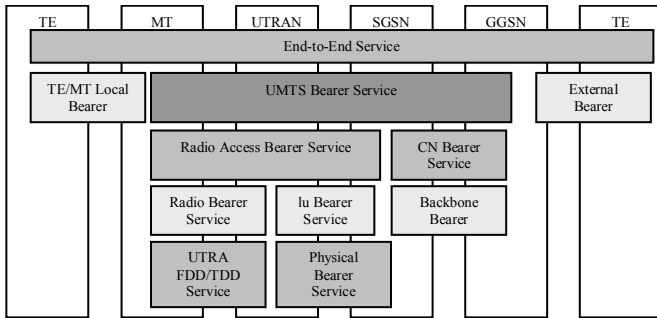 TE MT UTRAN SGSN GGSN TE
End-to-End Service
TE/MT Local
Bearer
UMTS Bearer Service
External
Bearer
Radio Access Bearer Service
CN Bearer
Service
Radio Bearer
Service
lu Bearer
Service
Backbone
Bearer
UTRA
FDD/TDD
Service
Physical
Bearer
Service